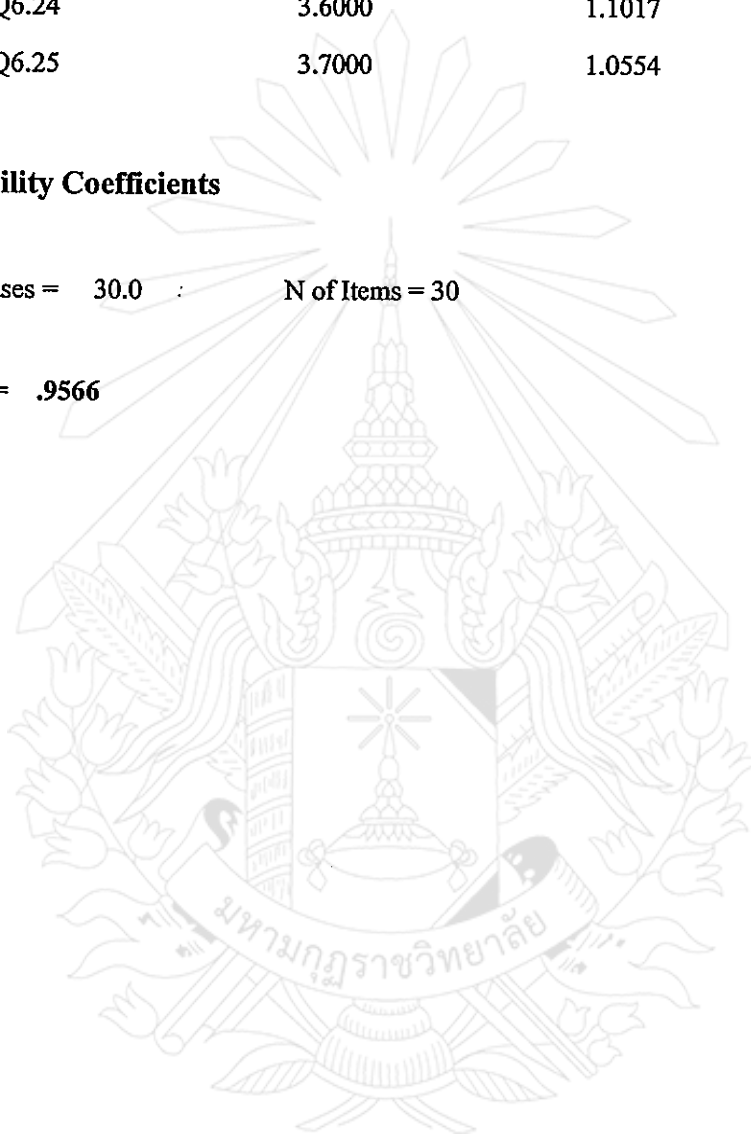 Q6.24 3.6000 1.1017
Q6.25 3.7000 1.0554
ility Coefficients
ses = 30.0 : N of Items = 30
= .9566
มหามกุฏราชวิทยาลัย